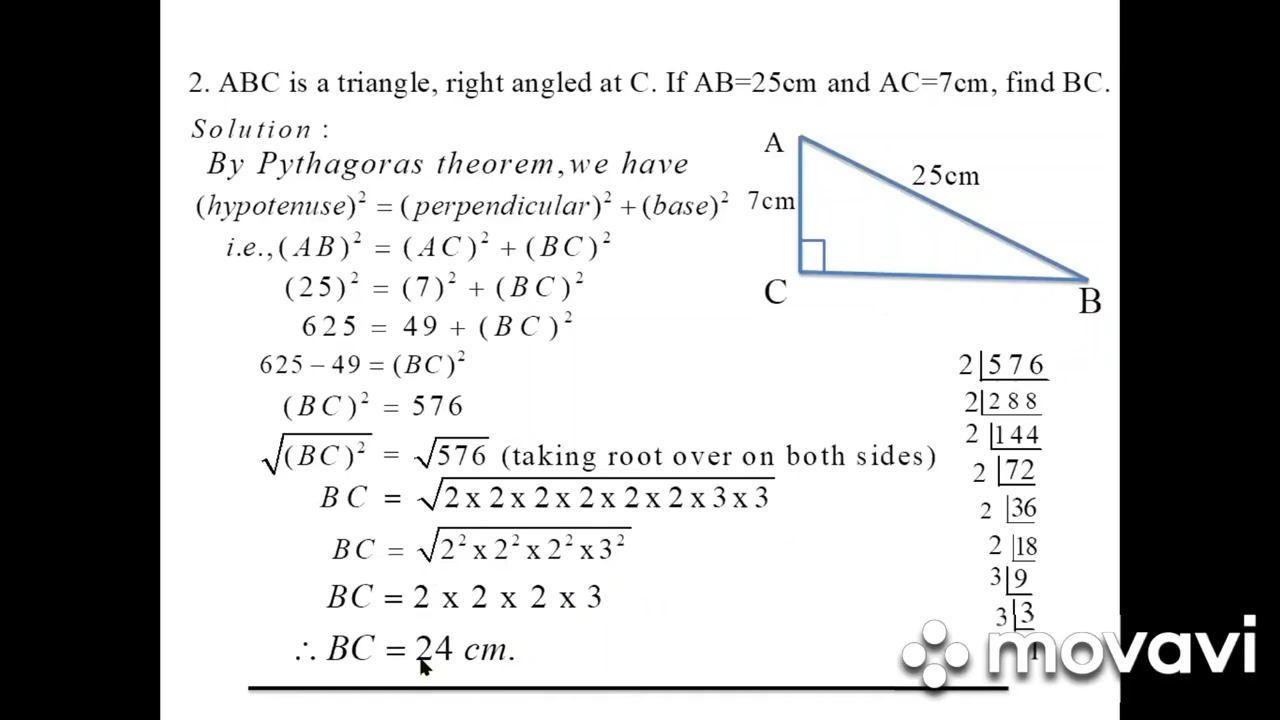 2. ABC is a triangle, right angled at C. If AB=25cm and AC=7cm, find BC.
Solution :
By Pythagoras theorem, we have
(hypotenuse)² = (perpendicular)² + (base)²
i.e., (AB)² = (AC)² + (BC)²
(25)² = (7)² + (BC)²
625 = 49 + (BC)²
625 – 49 = (BC)²
(BC)² = 576
√(BC)² = √576 (taking root over on both sides)
BC = √2 x 2 x 2 x 2 x 2 x 2 x 3 x 3
BC = √2² x 2² x 2² x 3²
BC = 2 x 2 x 2 x 3
∴ BC = 24 cm.
A
25cm
7cm
C
B
2 576
2 288
2 144
2 72
2 36
2 18
3 9
3 3
1
movavi